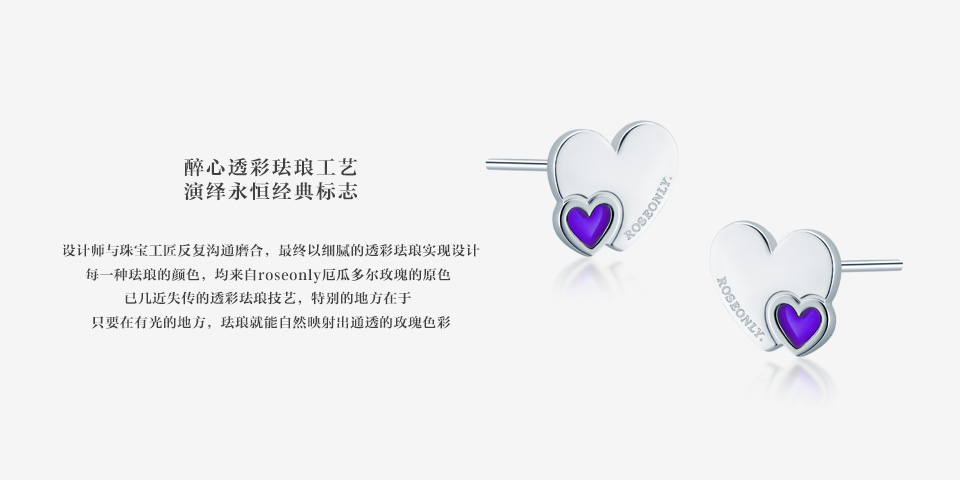 醉心透彩珐琅工艺
演绎永恒经典标志
设计师与珠宝工匠反复沟通磨合，最终以细腻的透彩珐琅实现设计
每一种珐琅的颜色，均来自roseonly厄瓜多尔玫瑰的原色
已几近失传的透彩珐琅技艺，特别的地方在于
只要在有光的地方，珐琅就能自然映射出通透的玫瑰色彩
ROSEONLY.
ROSEONLY.